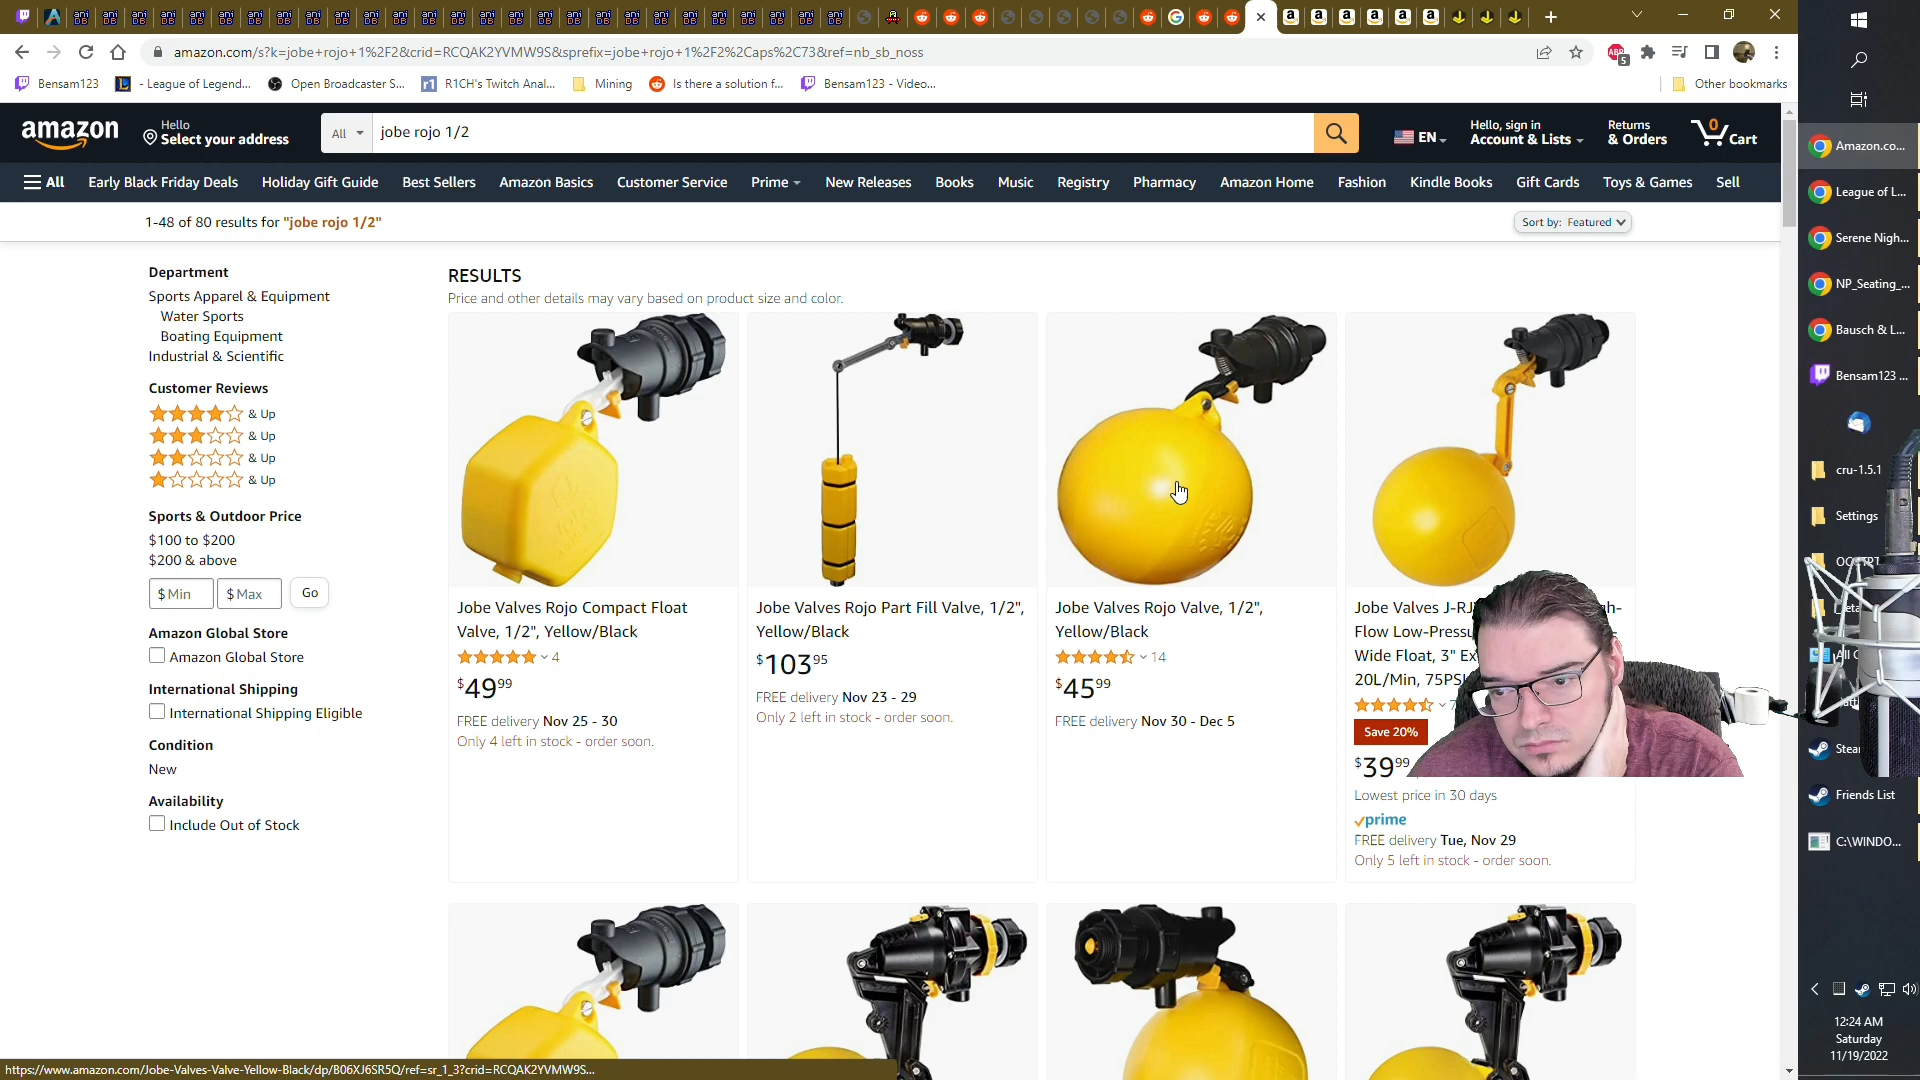 amazon.com/s?k=jobe+rojo+1%2F2&crid=RCQAK2YVMW9S&sprefix=jobe+rojo+1%2F2%2Caps%2C73&ref=nb_sb_noss
Bensam123
- League of Legend...
Open Broadcaster S...
R1CH's Twitch Anal...
Mining
Is there a solution f...
Bensam123 - Video...
Other bookmarks
amazon
Hello
Select your address
All
jobe rojo 1/2
EN
Hello, sign in
Account & Lists
Returns
& Orders
0
Cart
All
Early Black Friday Deals
Holiday Gift Guide
Best Sellers
Amazon Basics
Customer Service
Prime
New Releases
Books
Music
Registry
Pharmacy
Amazon Home
Fashion
Kindle Books
Gift Cards
Toys & Games
Sell
1-48 of 80 results for "jobe rojo 1/2"
Sort by: Featured
Department
Sports Apparel & Equipment
Water Sports
Boating Equipment
Industrial & Scientific
Customer Reviews
& Up
& Up
& Up
& Up
Sports & Outdoor Price
$100 to $200
$200 & above
$ Min
$ Max
Go
Amazon Global Store
Amazon Global Store
International Shipping
International Shipping Eligible
Condition
New
Availability
Include Out of Stock
RESULTS
Price and other details may vary based on product size and color.
Jobe Valves Rojo Compact Float
Valve, 1/2", Yellow/Black
4
$49.99
FREE delivery Nov 25 - 30
Only 4 left in stock - order soon.
Jobe Valves Rojo Part Fill Valve, 1/2",
Yellow/Black
$103.95
FREE delivery Nov 23 - 29
Only 2 left in stock - order soon.
Jobe Valves Rojo Valve, 1/2",
Yellow/Black
14
$45.99
FREE delivery Nov 30 - Dec 5
Jobe Valves
Flow
Wide Float, 3"
20L/Min,
Save 20%
$39.99
Lowest price in 30 days
prime
FREE delivery Tue, Nov 29
Only 5 left in stock - order soon.
https://www.amazon.com/Jobe-Valves-Valve-Yellow-Black/dp/B06XJ6SR5Q/ref=sr_1_3?crid=RCQAK2YVMW9S...
Amazon.co...
League of L...
Serene Nigh...
NP_Seating_...
Bausch & L...
Bensam123 ...
cru-1.5.1
Settings
Friends List
C:\WINDO...
12:24 AM
Saturday
11/19/2022